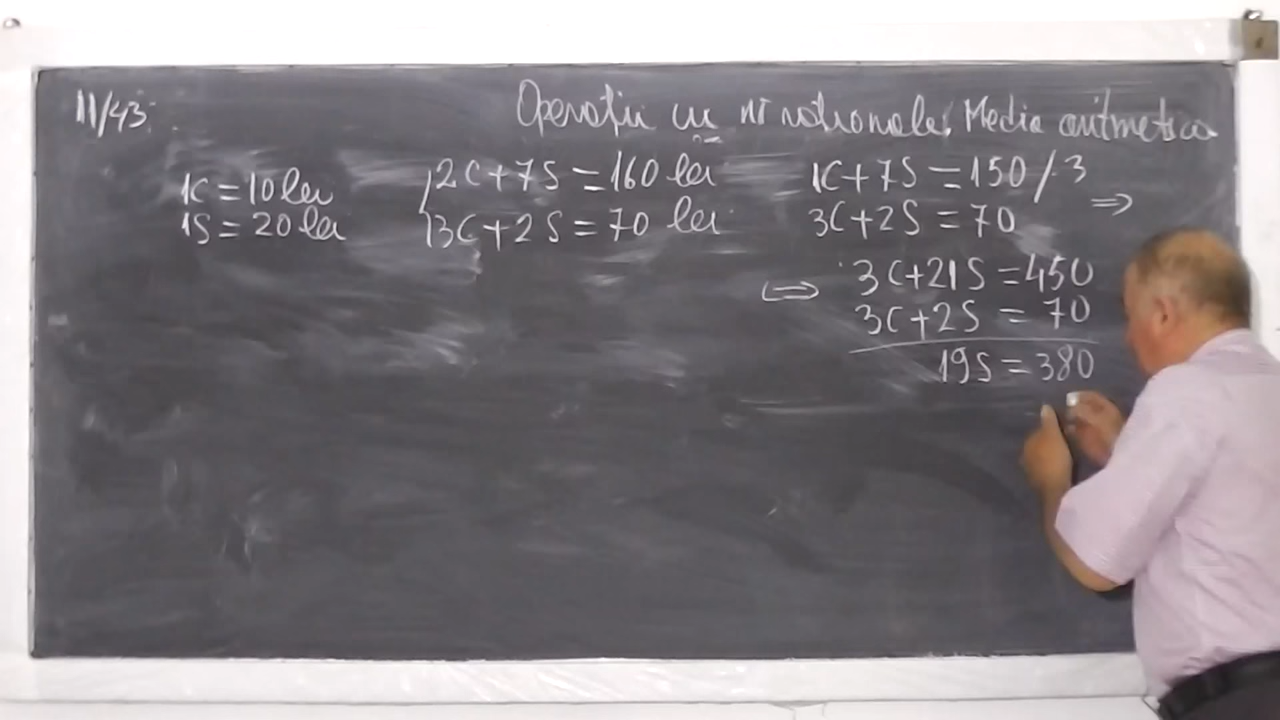 11/43.
Operații cu nr raționale. Media aritmetică
1C = 10 lei
1S = 20 lei
2C + 7S = 160 lei
3C + 2S = 70 lei
1C + 7S = 150 / · 3
3C + 2S = 70
⇒
⇔ 3C + 21S = 450
3C + 2S = 70
19S = 380